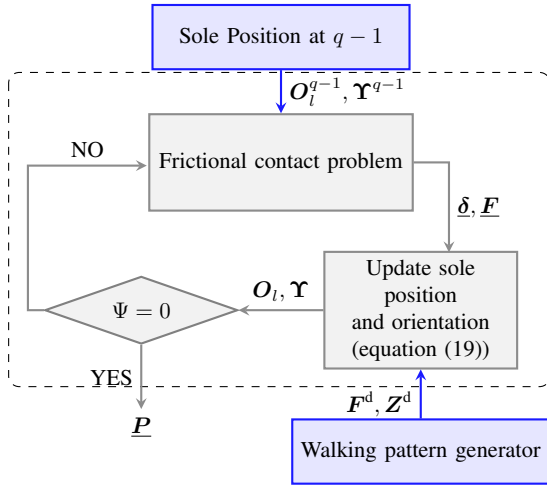 Sole Position at q − 1
O_l^{q−1}, Υ^{q−1}
Frictional contact problem
NO
δ, F
Update sole
position
and orientation
(equation (19))
O_l, Υ
Ψ = 0
YES
P
F^d, Z^d
Walking pattern generator